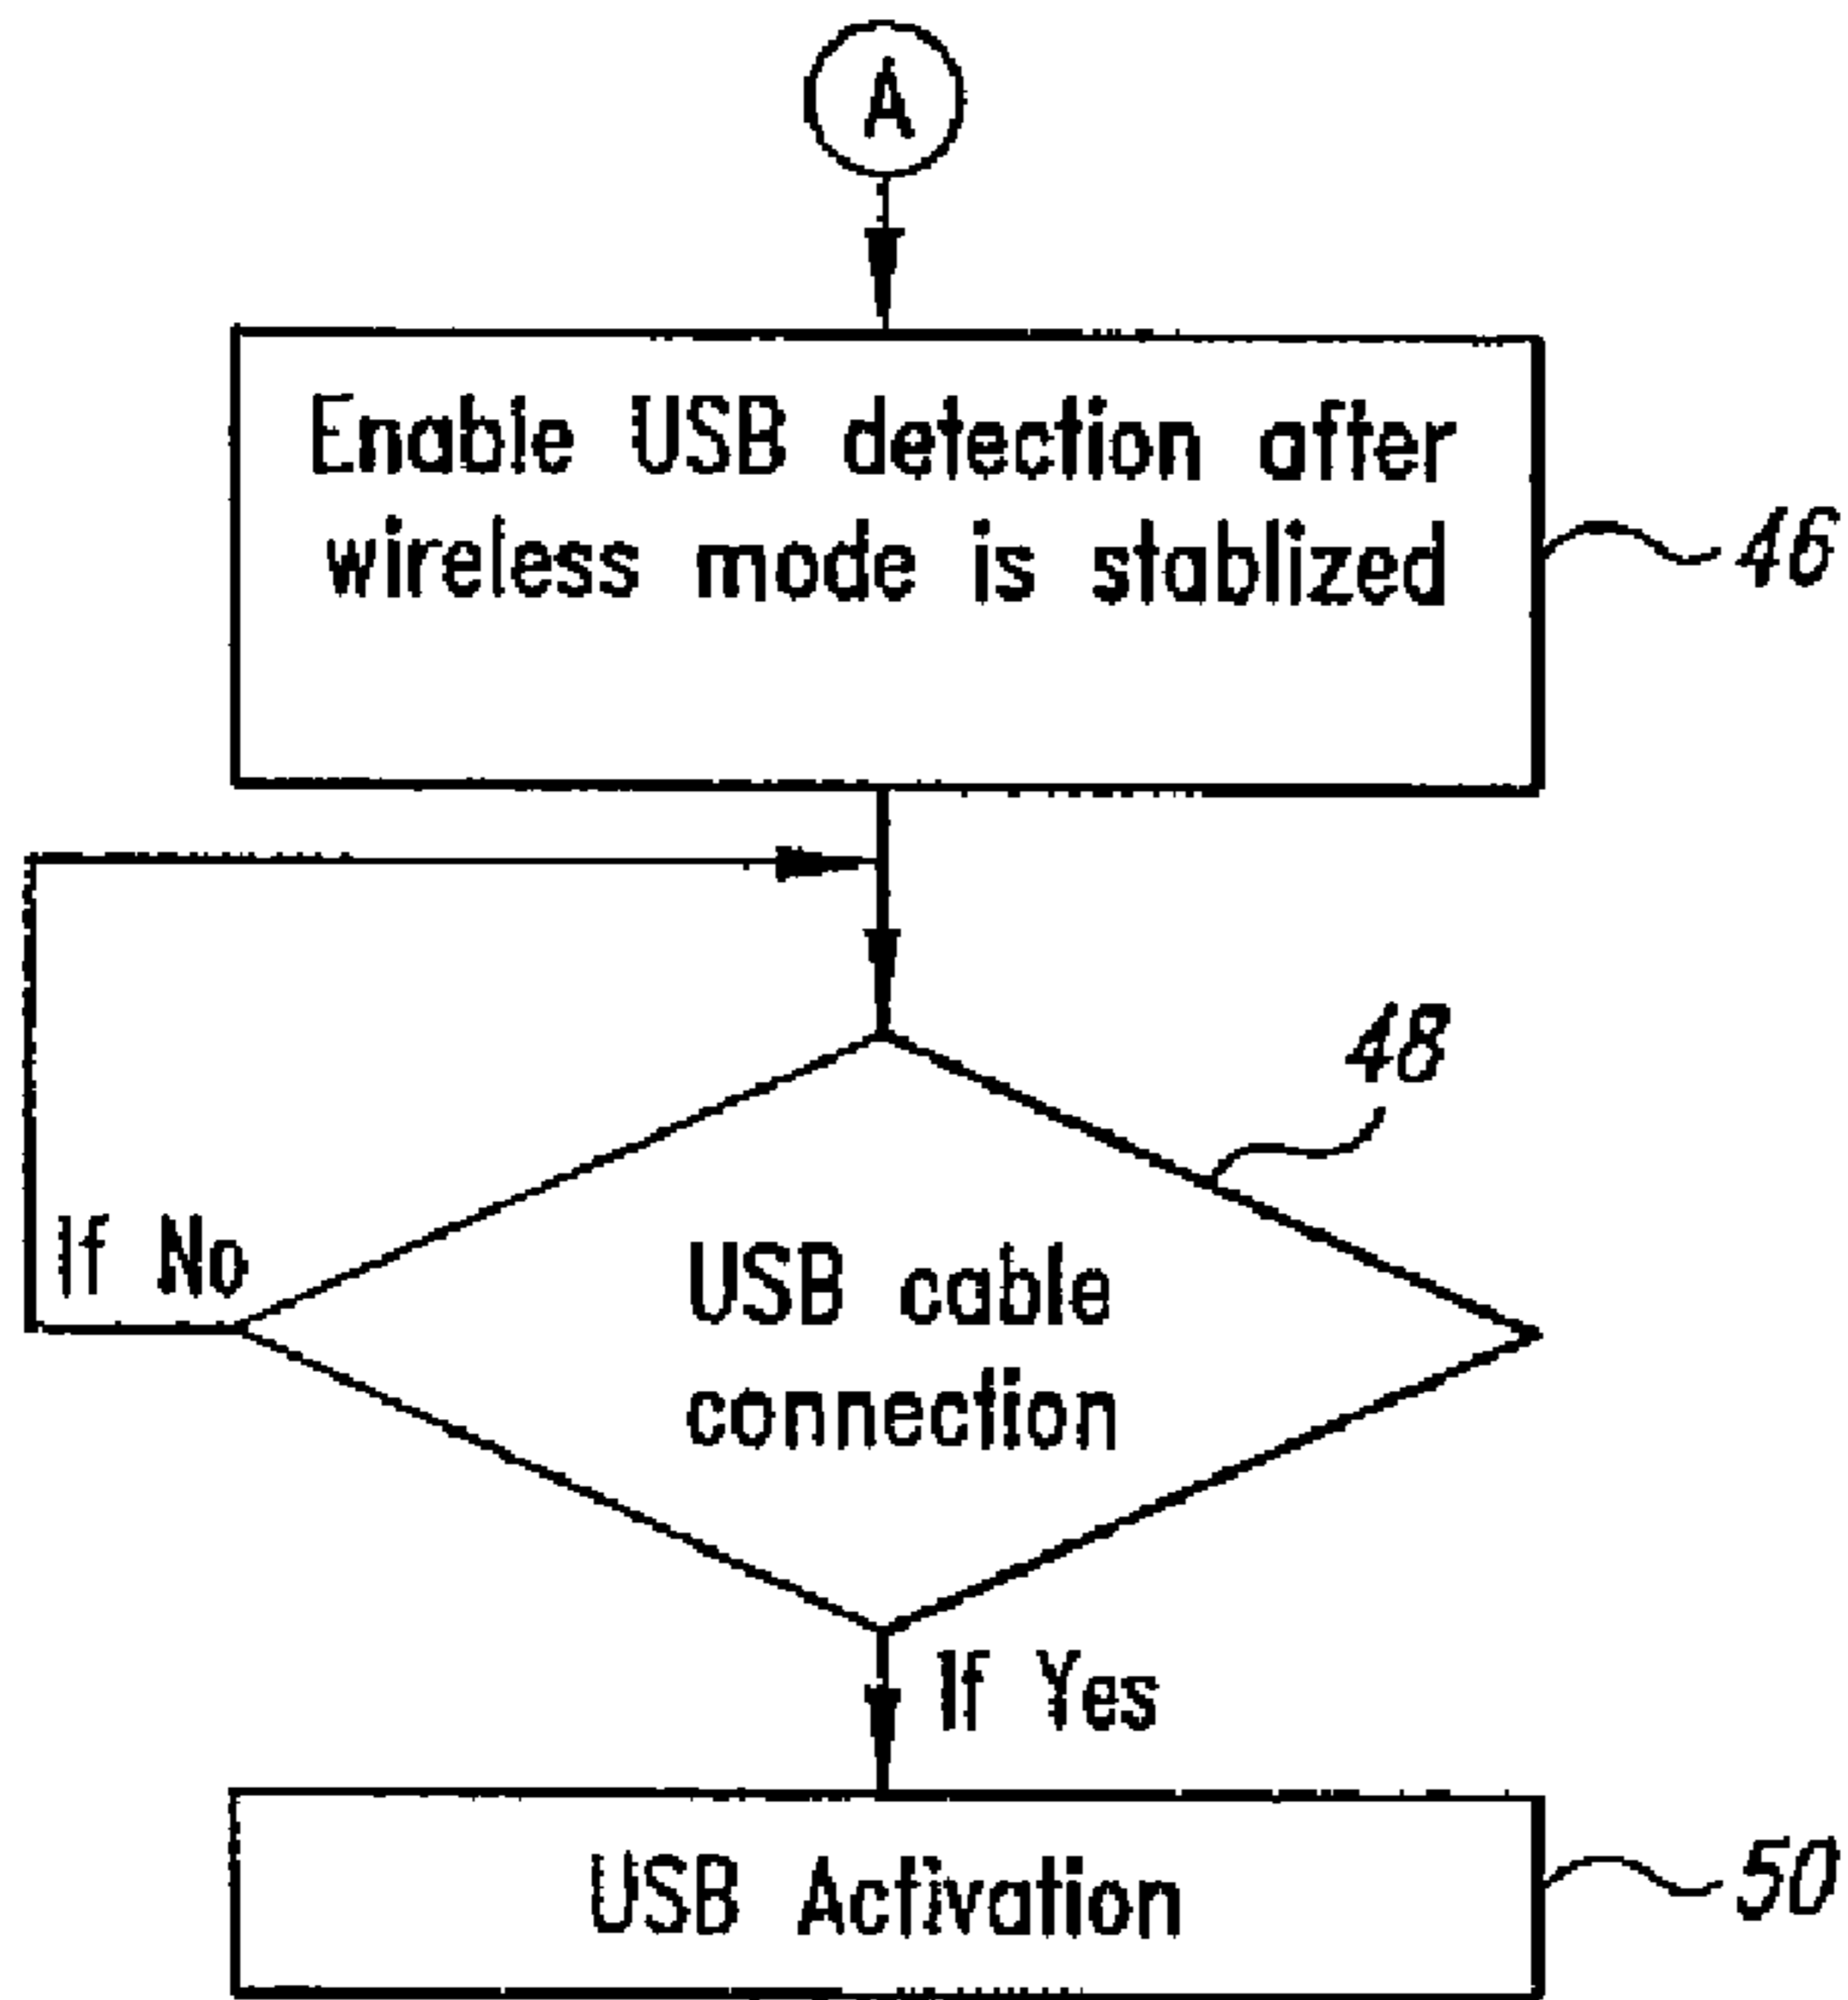 A
Enable USB detection after
wireless mode is stablized
46
48
If No
USB cable
connection
If Yes
USB Activation
50